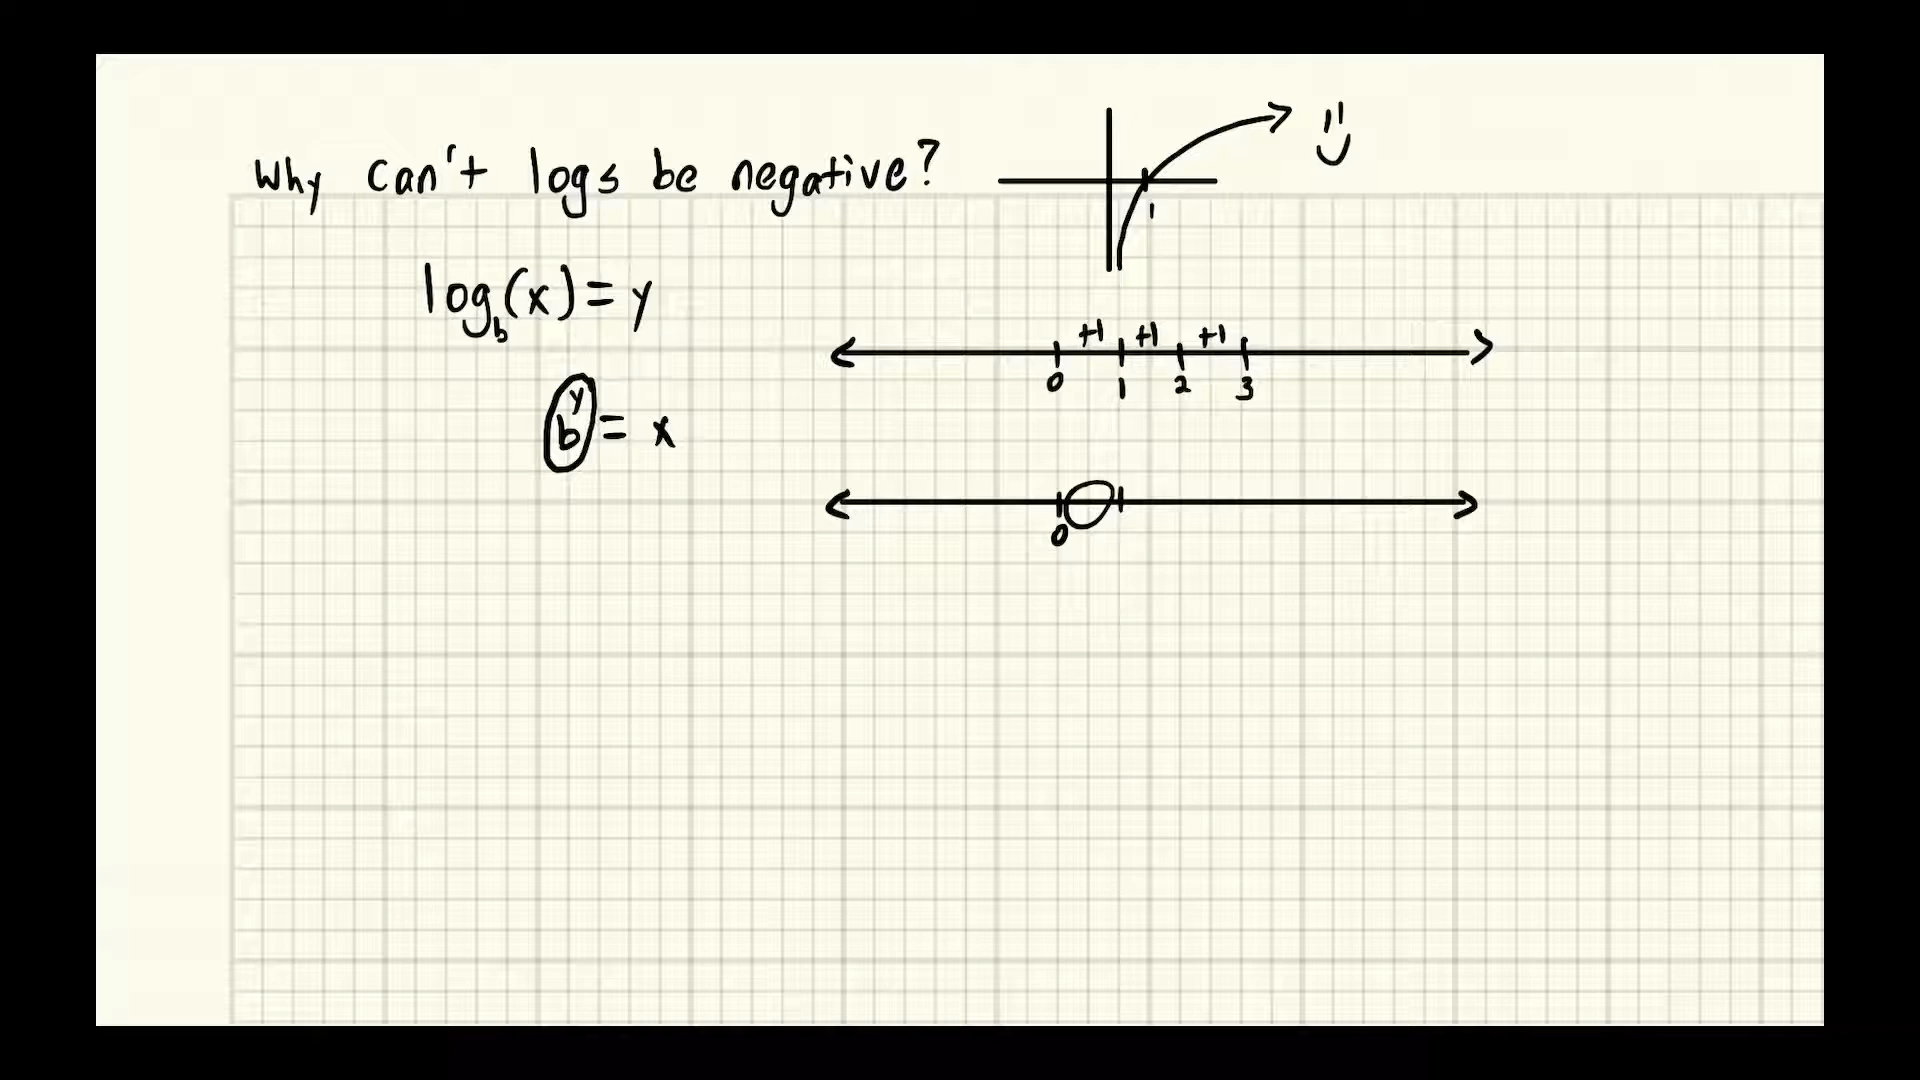 Why can't logs be negative?
1
log_b(x) = y
+1 +1 +1
0 1 2 3
b^y = x
0